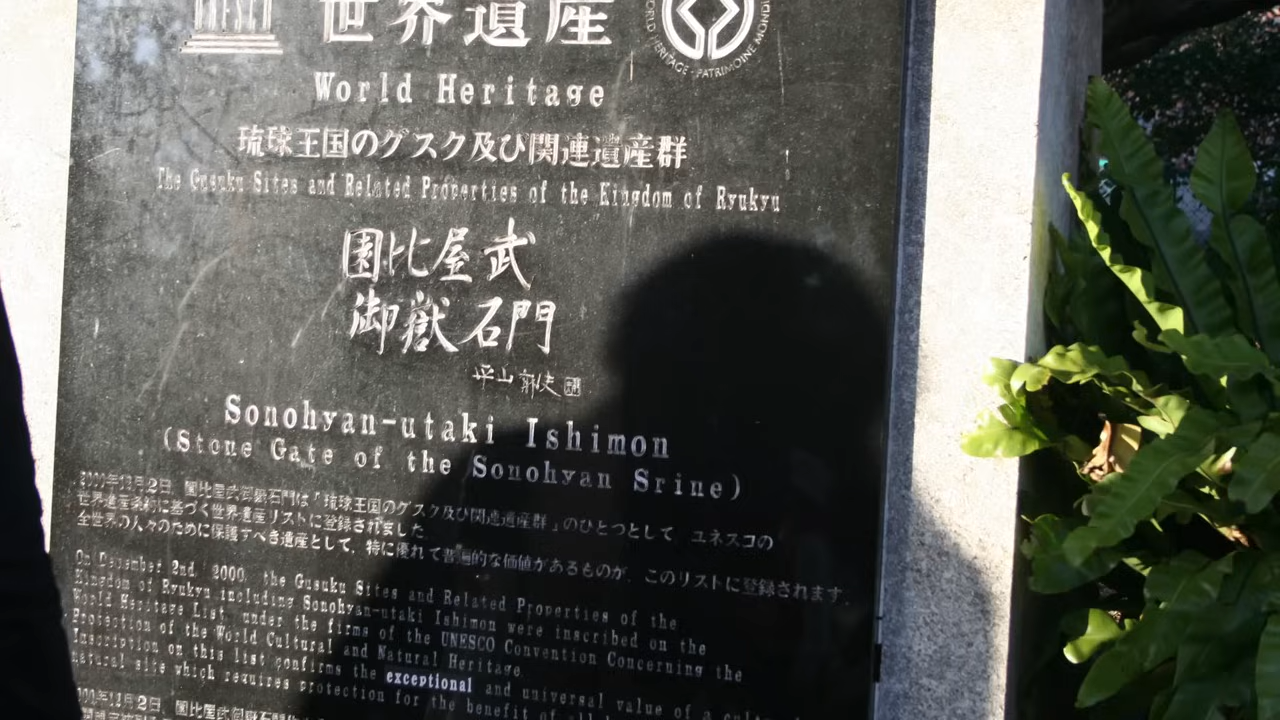 UNESCO
世界遺産
WORLD HERITAGE · PATRIMOINE MONDIAL
World Heritage
琉球王国のグスク及び関連遺産群
The Gusuku Sites and Related Properties of the Kingdom of Ryukyu
園比屋武
御嶽石門
平山郁夫
Sonohyan-utaki Ishimon
(Stone Gate of the Sonohyan Srine)
2000年12月2日、園比屋武御嶽石門は「琉球王国のグスク及び関連遺産群」のひとつとして、ユネスコの
世界遺産条約に基づく世界遺産リストに登録されました
全世界の人々のために保護すべき遺産として、特に優れて普遍的な価値があるものが、このリストに登録されます。
On December 2nd 2000, the Gusuku Sites and Related Properties of the
Kingdom of Ryukyu including Sonohyan-utaki Ishimon were inscribed on the
World Heritage List under the firms of the UNESCO Convention Concerning the
Protection of the World Cultural and Natural Heritage.
Inscription on this list confirms the exceptional and universal value of a
natural site which requires protection for the benefit of all